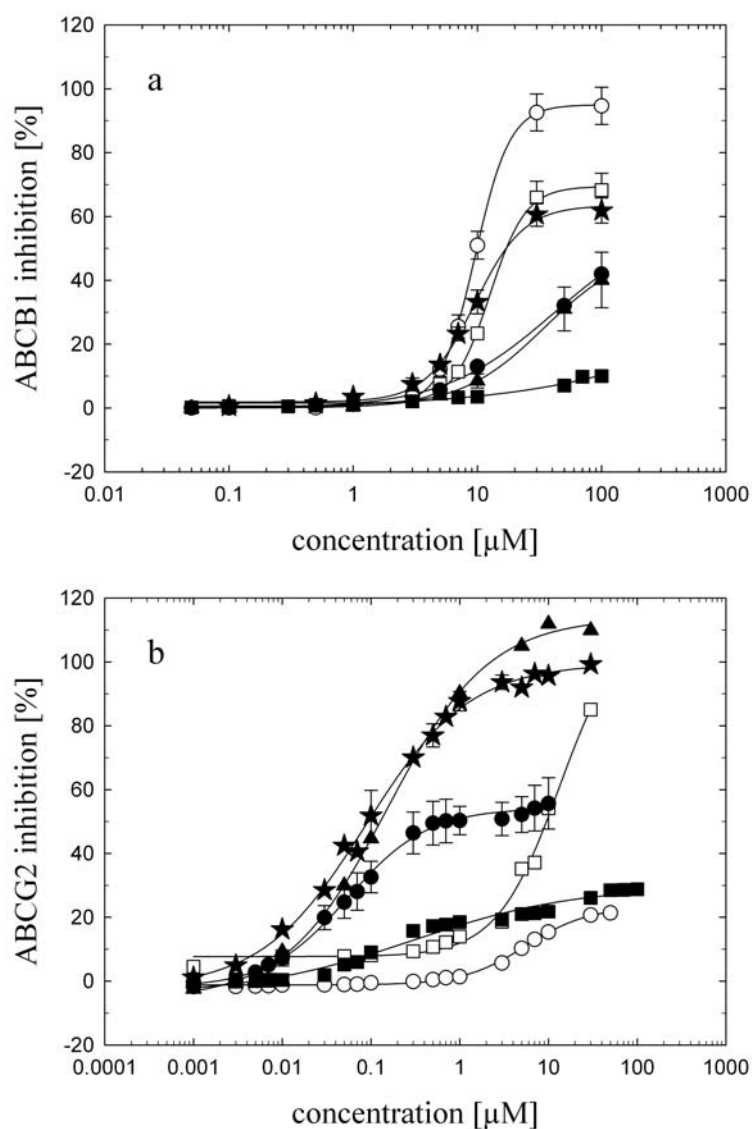 120
100
80
60
40
20
0
-20
a
ABCB1 inhibition [%]
0.01 0.1 1 10 100 1000
concentration [µM]
120
100
80
60
40
20
0
-20
b
ABCG2 inhibition [%]
0.0001 0.001 0.01 0.1 1 10 100 1000
concentration [µM]